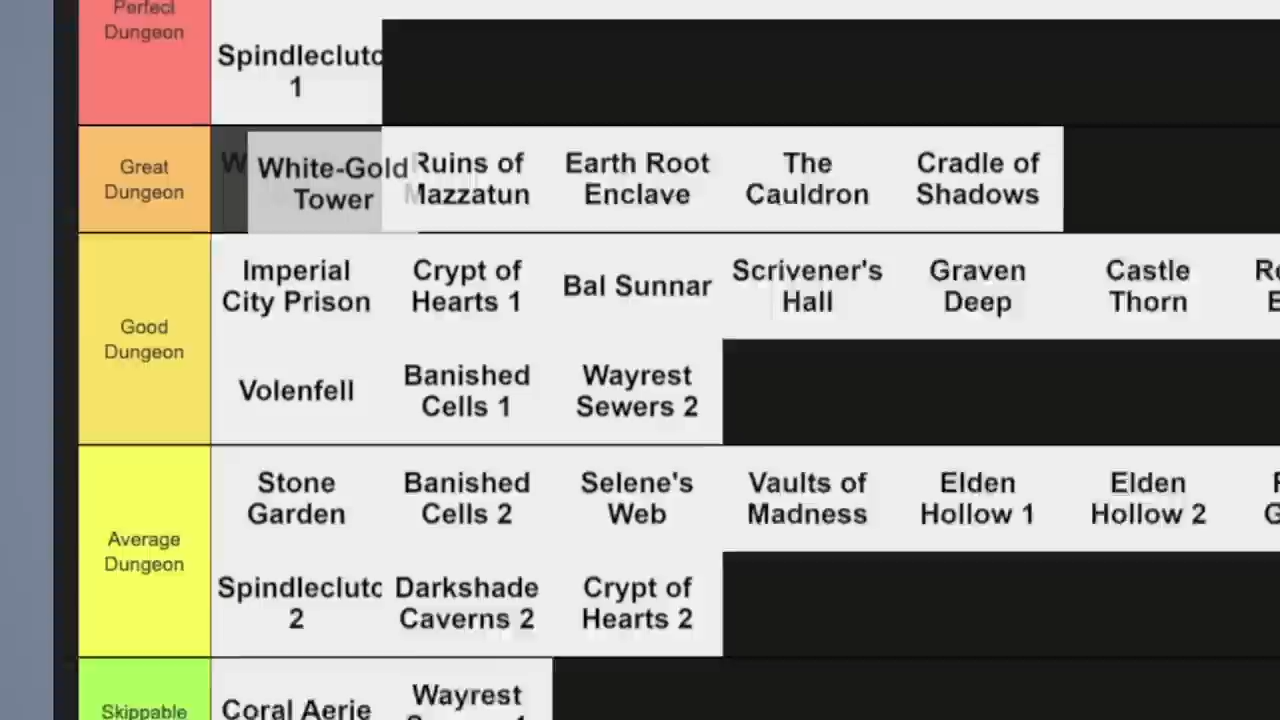 Perfect
Dungeon
Spindleclutc
1
Great
Dungeon
White-Gold
Tower
Ruins of
Mazzatun
Earth Root
Enclave
The
Cauldron
Cradle of
Shadows
Good
Dungeon
Imperial
City Prison
Crypt of
Hearts 1
Bal Sunnar
Scrivener's
Hall
Graven
Deep
Castle
Thorn
Volenfell
Banished
Cells 1
Wayrest
Sewers 2
Average
Dungeon
Stone
Garden
Banished
Cells 2
Selene's
Web
Vaults of
Madness
Elden
Hollow 1
Elden
Hollow 2
Spindleclutc
2
Darkshade
Caverns 2
Crypt of
Hearts 2
Skippable
Coral Aerie
Wayrest